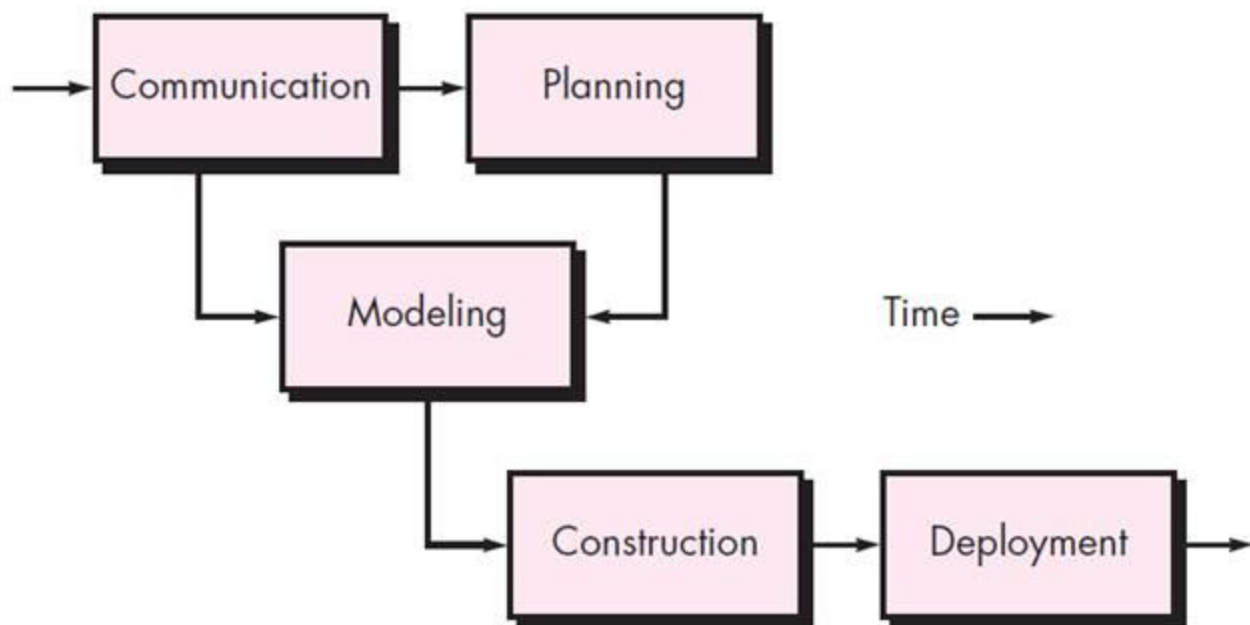 Communication
Planning
Modeling
Time
Construction
Deployment